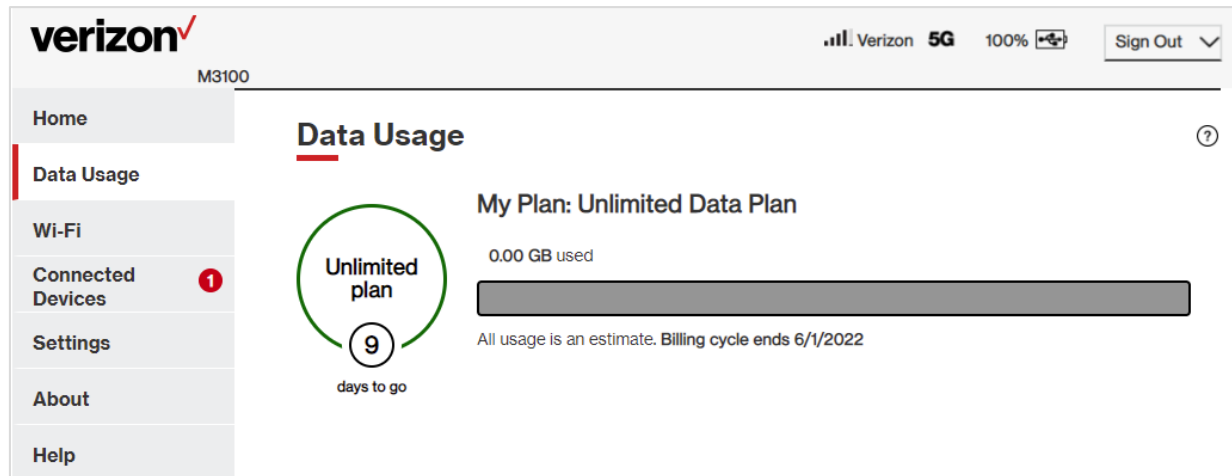 verizon
Verizon 5G 100% Sign Out
M3100
Home
Data Usage
Wi-Fi
Connected
Devices
1
Settings
About
Help
Data Usage
?
Unlimited
plan
9
days to go
My Plan: Unlimited Data Plan
0.00 GB used
All usage is an estimate. Billing cycle ends 6/1/2022